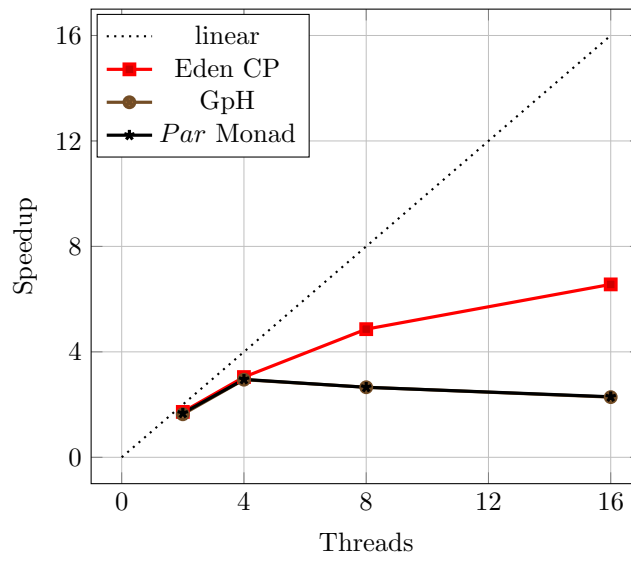 linear
Eden CP
GpH
Par Monad
16
12
8
4
0
Speedup
0 4 8 12 16
Threads